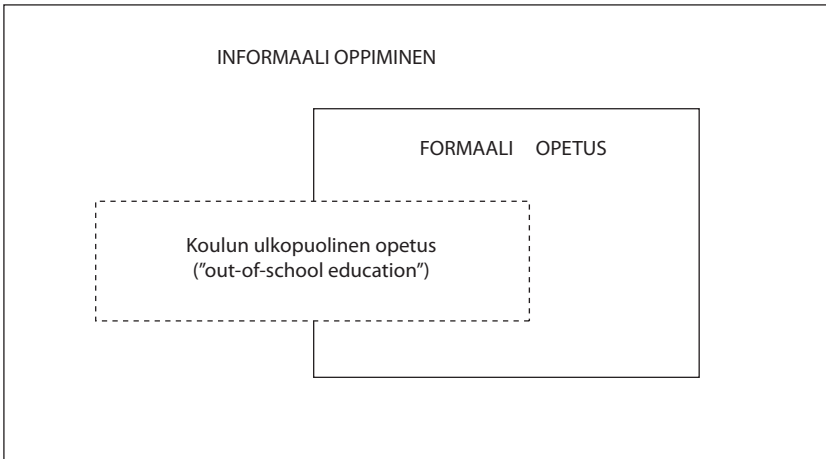 INFORMAALI OPPIMINEN
FORMAALI OPETUS
Koulun ulkopuolinen opetus
(”out-of-school education”)